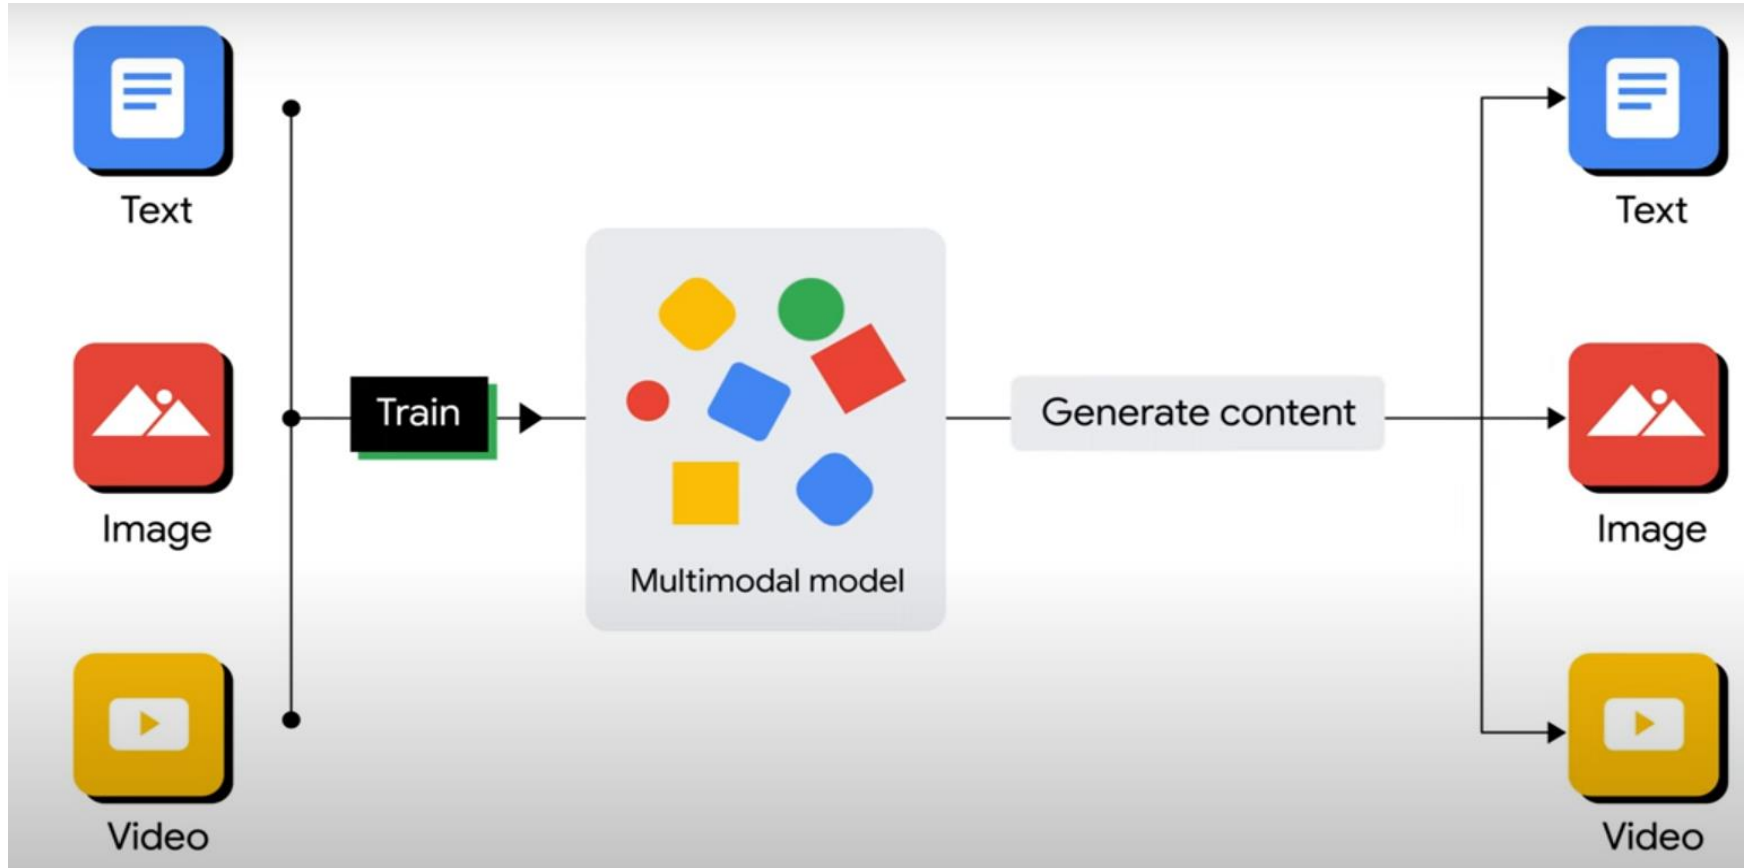 Text
Image
Video
Train
Multimodal model
Generate content
Text
Image
Video